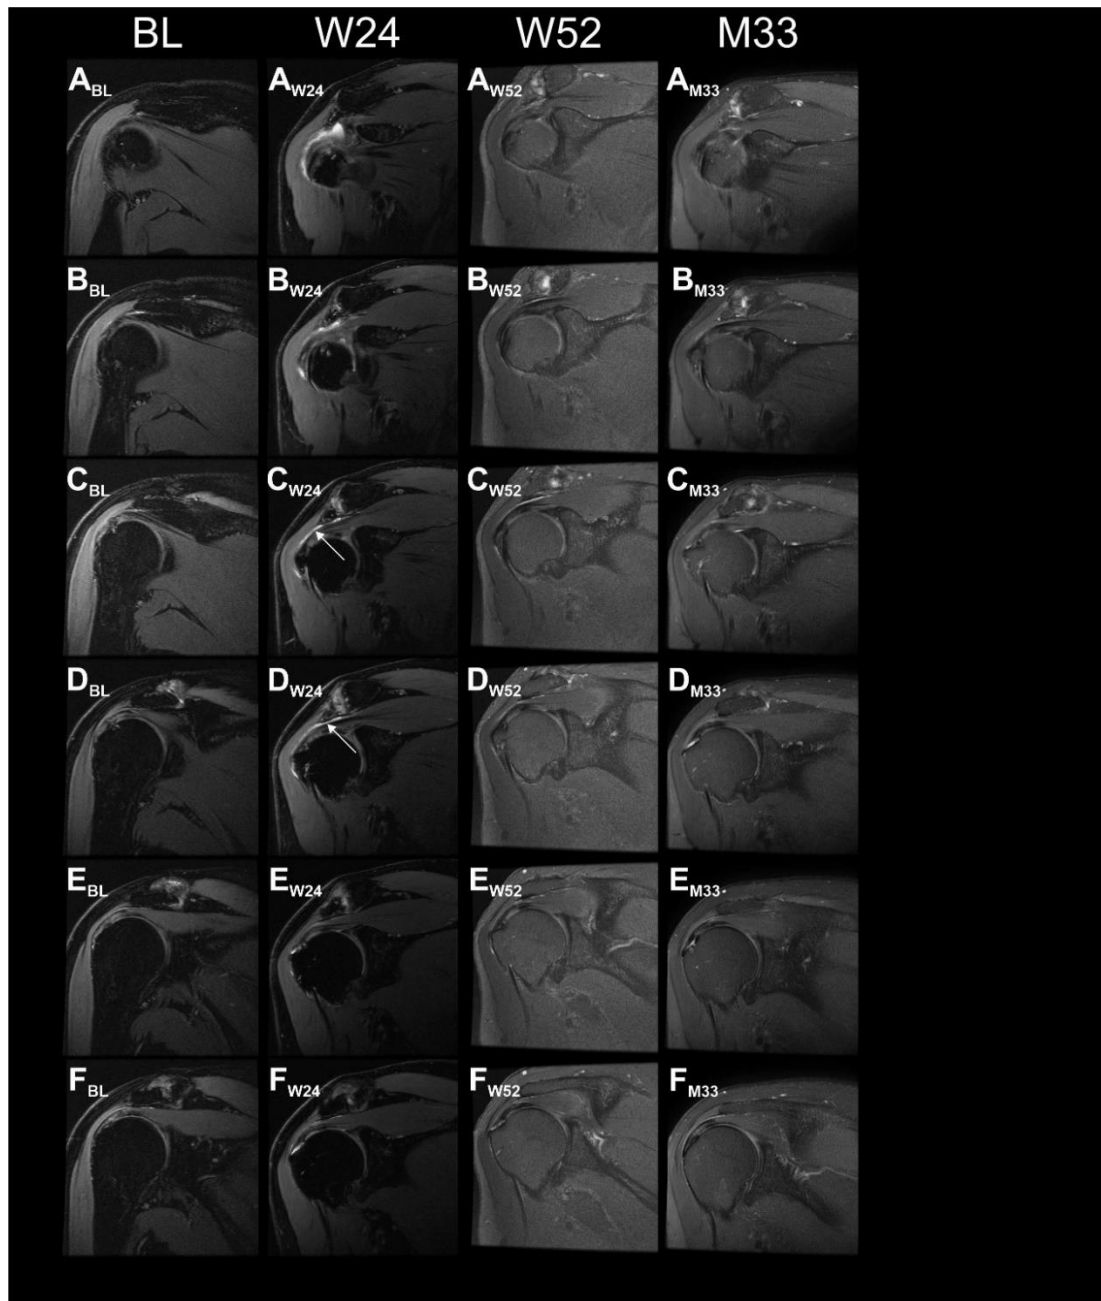 BL W24 W52 M33
ABL AW24 AW52 AM33
BBL BW24 BW52 BM33
CBL CW24 CW52 CM33
DBL DW24 DW52 DM33
EBL EW24 EW52 EM33
FBL FW24 FW52 FM33